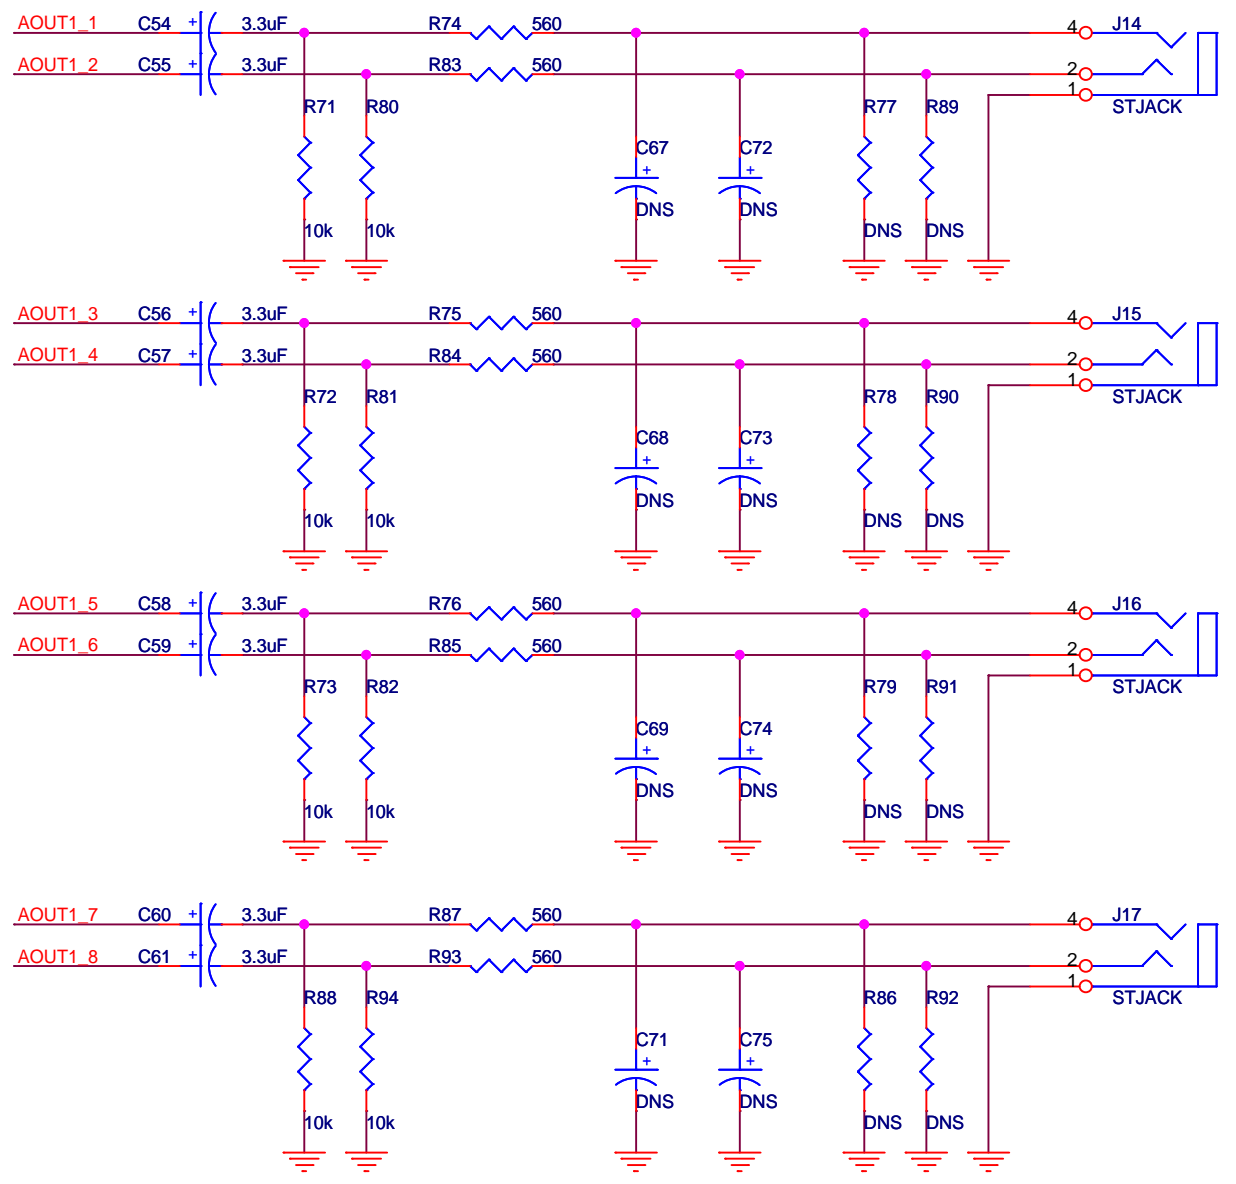 AOUT1_1 C54 + 3.3uF R74 560 4 J14
AOUT1_2 C55 + 3.3uF R83 560 2
1 STJACK
R71 R80 R77 R89
C67 C72
+ +
DNS DNS
10k 10k DNS DNS
AOUT1_3 C56 + 3.3uF R75 560 4 J15
AOUT1_4 C57 + 3.3uF R84 560 2
1 STJACK
R72 R81 R78 R90
C68 C73
+ +
DNS DNS
10k 10k DNS DNS
AOUT1_5 C58 + 3.3uF R76 560 4 J16
AOUT1_6 C59 + 3.3uF R85 560 2
1 STJACK
R73 R82 R79 R91
C69 C74
+ +
DNS DNS
10k 10k DNS DNS
AOUT1_7 C60 + 3.3uF R87 560 4 J17
AOUT1_8 C61 + 3.3uF R93 560 2
1 STJACK
R88 R94 R86 R92
C71 C75
+ +
DNS DNS
10k 10k DNS DNS